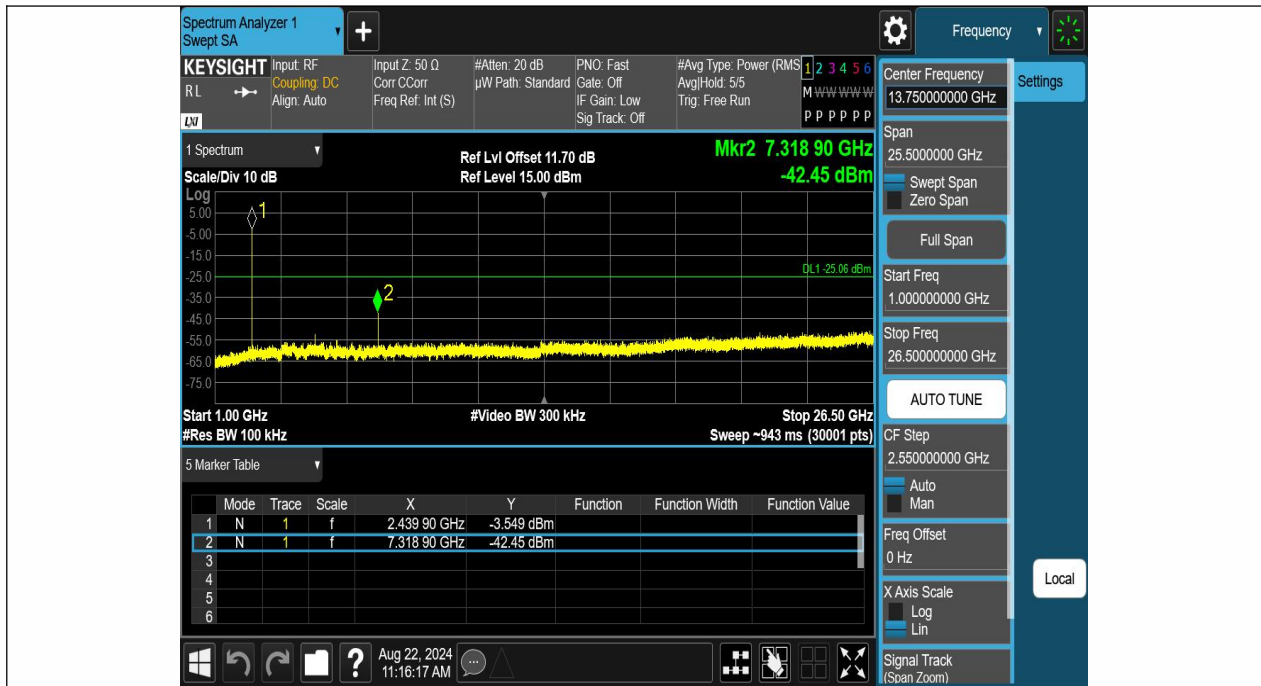 Spectrum Analyzer 1
Swept SA
+
Frequency
KEYSIGHT
R L
LXI
Input: RF
Coupling: DC
Align: Auto
Input Z: 50 Ω
Corr CCorr
Freq Ref: Int (S)
#Atten: 20 dB
µW Path: Standard
PNO: Fast
Gate: Off
IF Gain: Low
Sig Track: Off
#Avg Type: Power (RMS
Avg|Hold: 5/5
Trig: Free Run
1 2 3 4 5 6
M W W W W W
P P P P P P
1 Spectrum
Scale/Div 10 dB
Ref Lvl Offset 11.70 dB
Ref Level 15.00 dBm
Mkr2 7.318 90 GHz
-42.45 dBm
Log
5.00
-5.00
-15.0
-25.0
-35.0
-45.0
-55.0
-65.0
-75.0
1
2
DL1 -25.06 dBm
Start 1.00 GHz
#Video BW 300 kHz
Stop 26.50 GHz
#Res BW 100 kHz
Sweep ~943 ms (30001 pts)
5 Marker Table
Mode Trace Scale X Y Function Function Width Function Value
1 N 1 f 2.439 90 GHz -3.549 dBm
2 N 1 f 7.318 90 GHz -42.45 dBm
3
4
5
6
?
Aug 22, 2024
11:16:17 AM
Center Frequency
13.750000000 GHz
Span
25.5000000 GHz
Swept Span
Zero Span
Full Span
Start Freq
1.000000000 GHz
Stop Freq
26.500000000 GHz
AUTO TUNE
CF Step
2.550000000 GHz
Auto
Man
Freq Offset
0 Hz
X Axis Scale
Log
Lin
Signal Track
(Span Zoom)
Settings
Local